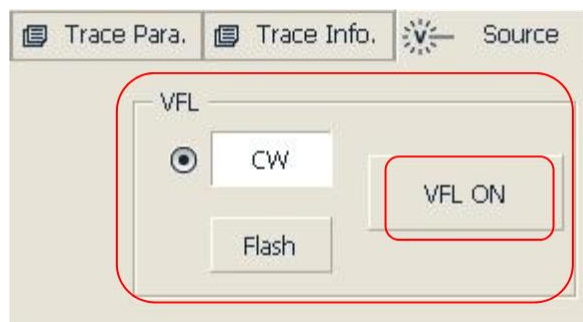 Trace Para. Trace Info. V Source
VFL
CW
VFL ON
Flash